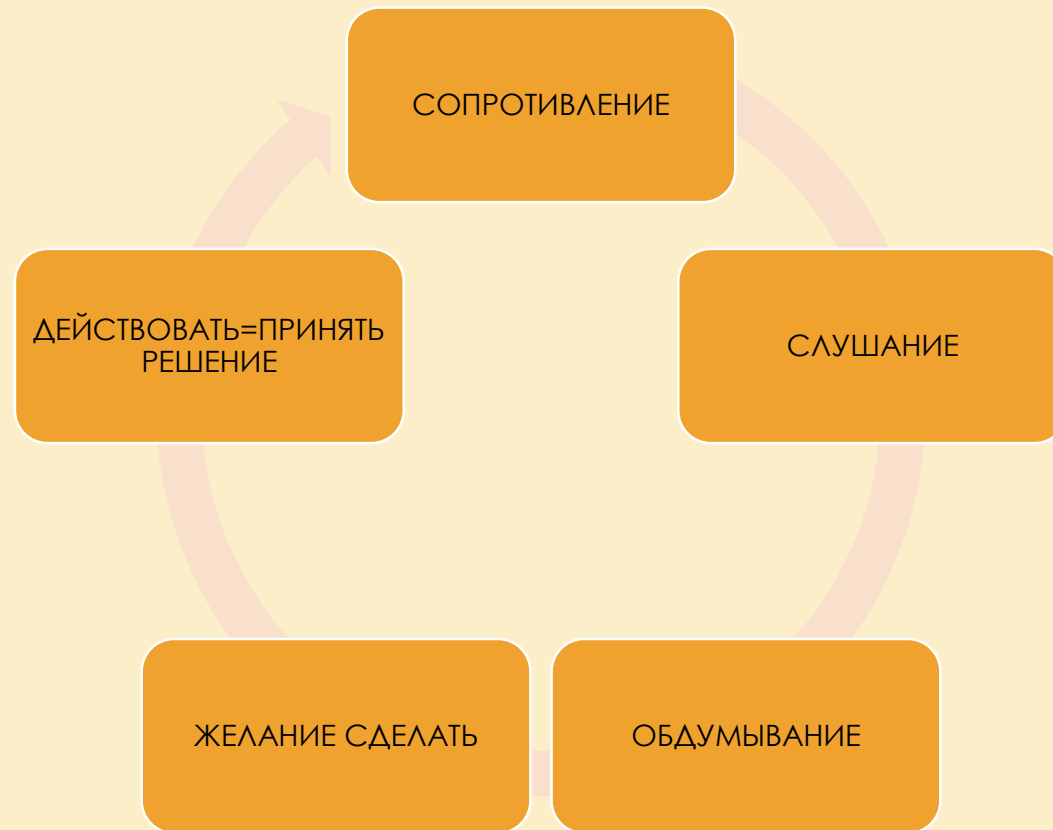 СОПРОТИВЛЕНИЕ
СЛУШАНИЕ
ОБДУМЫВАНИЕ
ЖЕЛАНИЕ СДЕЛАТЬ
ДЕЙСТВОВАТЬ=ПРИНЯТЬ
РЕШЕНИЕ